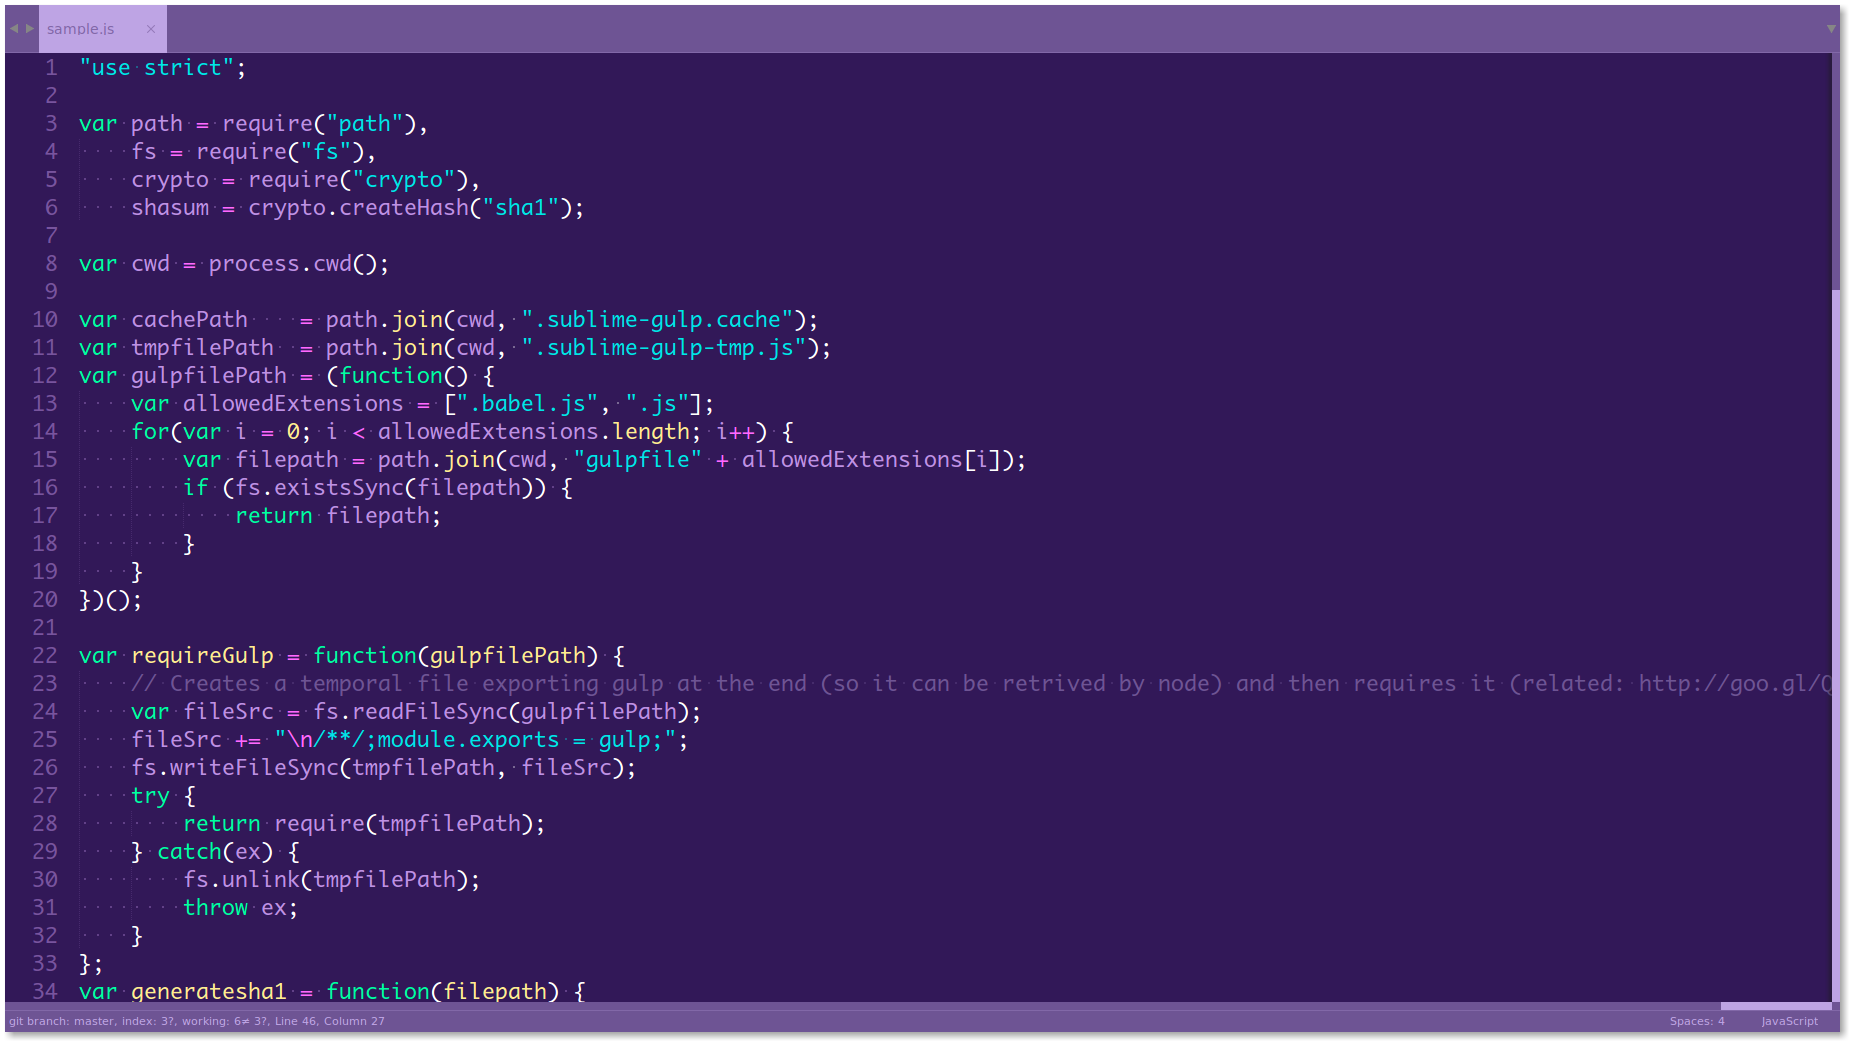 sample.js ×
1 "use strict";
2
3 var path = require("path"),
4     fs = require("fs"),
5     crypto = require("crypto"),
6     shasum = crypto.createHash("sha1");
7
8 var cwd = process.cwd();
9
10 var cachePath    = path.join(cwd, ".sublime-gulp.cache");
11 var tmpfilePath  = path.join(cwd, ".sublime-gulp-tmp.js");
12 var gulpfilePath = (function() {
13     var allowedExtensions = [".babel.js", ".js"];
14     for(var i = 0; i < allowedExtensions.length; i++) {
15         var filepath = path.join(cwd, "gulpfile" + allowedExtensions[i]);
16         if (fs.existsSync(filepath)) {
17             return filepath;
18         }
19     }
20 })();
21
22 var requireGulp = function(gulpfilePath) {
23     // Creates a temporal file exporting gulp at the end (so it can be retrived by node) and then requires it (related: http://goo.gl/Q
24     var fileSrc = fs.readFileSync(gulpfilePath);
25     fileSrc += "\n/**/;module.exports = gulp;";
26     fs.writeFileSync(tmpfilePath, fileSrc);
27     try {
28         return require(tmpfilePath);
29     } catch(ex) {
30         fs.unlink(tmpfilePath);
31         throw ex;
32     }
33 };
34 var generatesha1 = function(filepath) {
git branch: master, index: 3?, working: 6≠ 3?, Line 46, Column 27 Spaces: 4 JavaScript